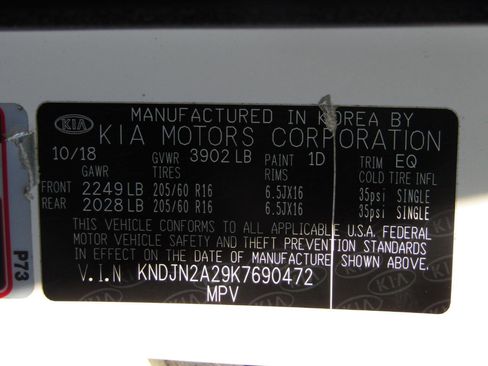 MANUFACTURED IN KOREA BY
KIA KIA MOTORS CORPORATION
10/18 GVWR 3902 LB PAINT 1D TRIM EQ
GAWR TIRES RIMS COLD TIRE INFL
FRONT 2249 LB 205/60 R16 6.5JX16 35psi SINGLE
REAR 2028 LB 205/60 R16 6.5JX16 35psi SINGLE
THIS VEHICLE CONFORMS TO ALL APPLICABLE U.S.A. FEDERAL
MOTOR VEHICLE SAFETY AND THEFT PREVENTION STANDARDS
IN EFFECT ON THE DATE OF MANUFACTURE SHOWN ABOVE.
V.I.N KNDJN2A29K7690472
MPV
P73